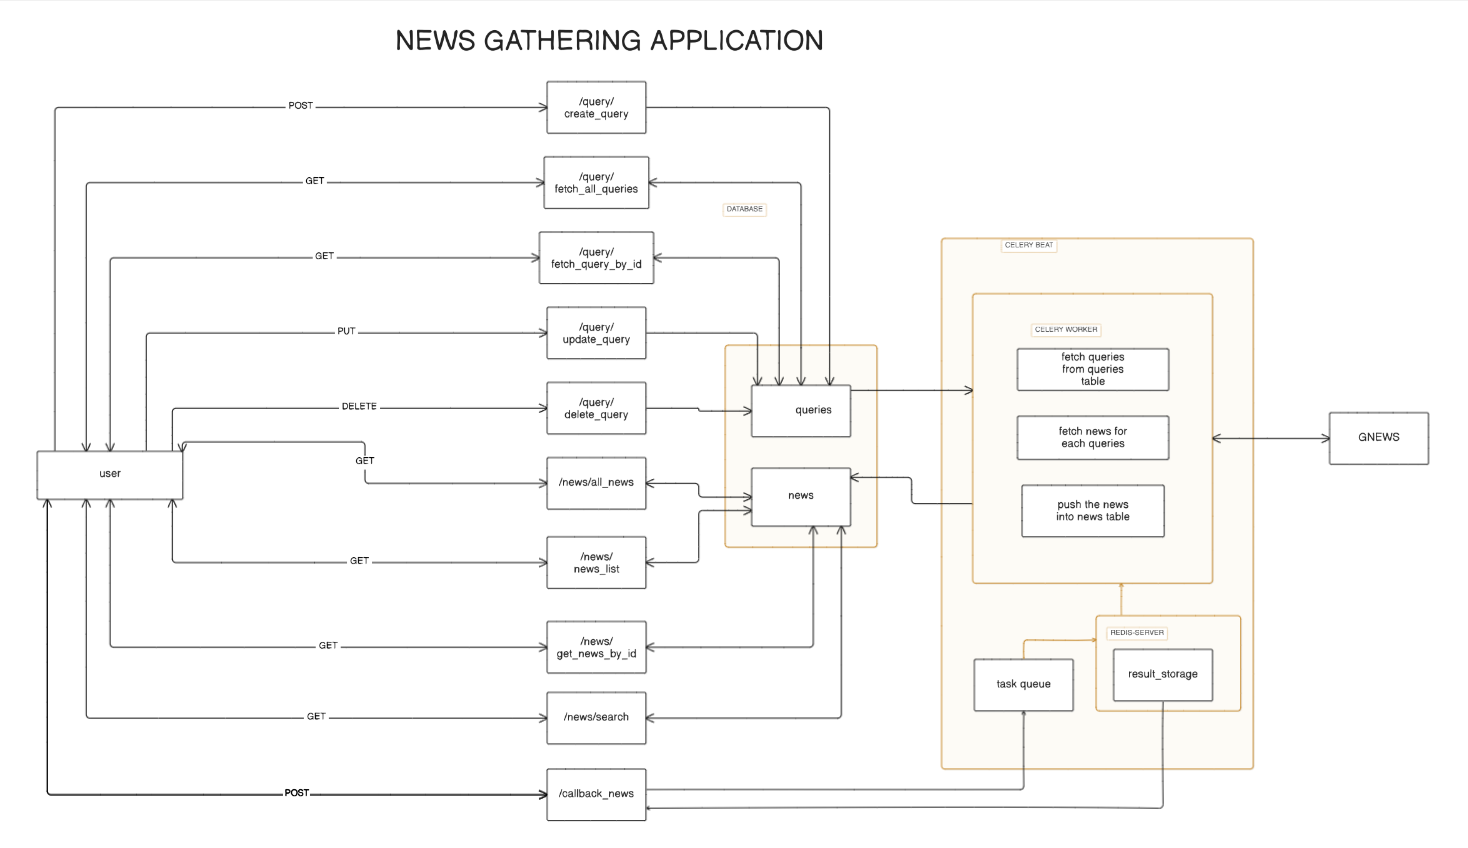 NEWS GATHERING APPLICATION
POST
/query/
create_query
GET
/query/
fetch_all_queries
DATABASE
GET
/query/
fetch_query_by_id
CELERY BEAT
PUT
/query/
update_query
CELERY WORKER
fetch queries
from queries
table
DELETE
/query/
delete_query
queries
fetch news for
each queries
GNEWS
user
GET
/news/all_news
news
push the news
into news table
GET
/news/
news_list
GET
/news/
get_news_by_id
REDIS-SERVER
task queue
result_storage
GET
/news/search
POST
/callback_news